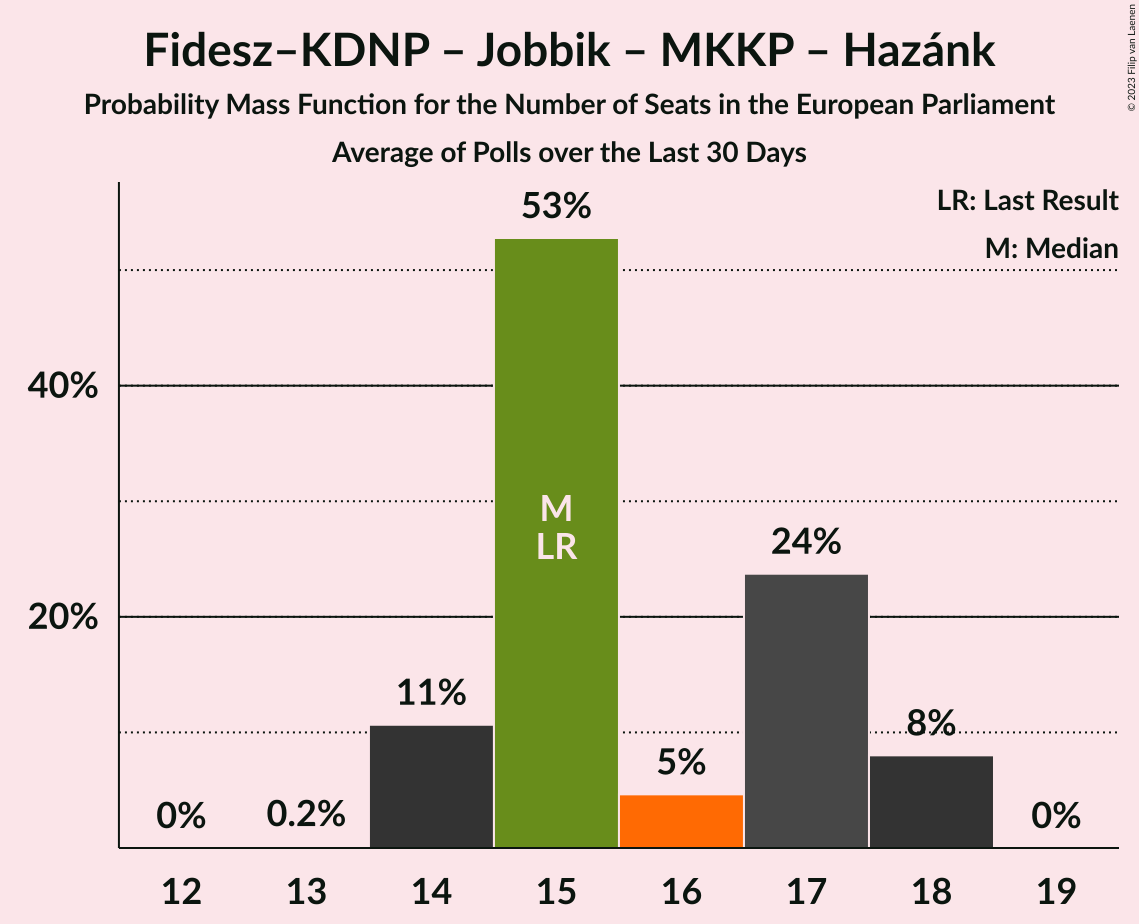 Fidesz–KDNP – Jobbik – MKKP – Hazánk
Probability Mass Function for the Number of Seats in the European Parliament
Average of Polls over the Last 30 Days
© 2023 Filip van Laenen
LR: Last Result
M: Median
53%
40%
M
LR
24%
20%
11%
8%
5%
0%
0.2%
0%
12
13
14
15
16
17
18
19